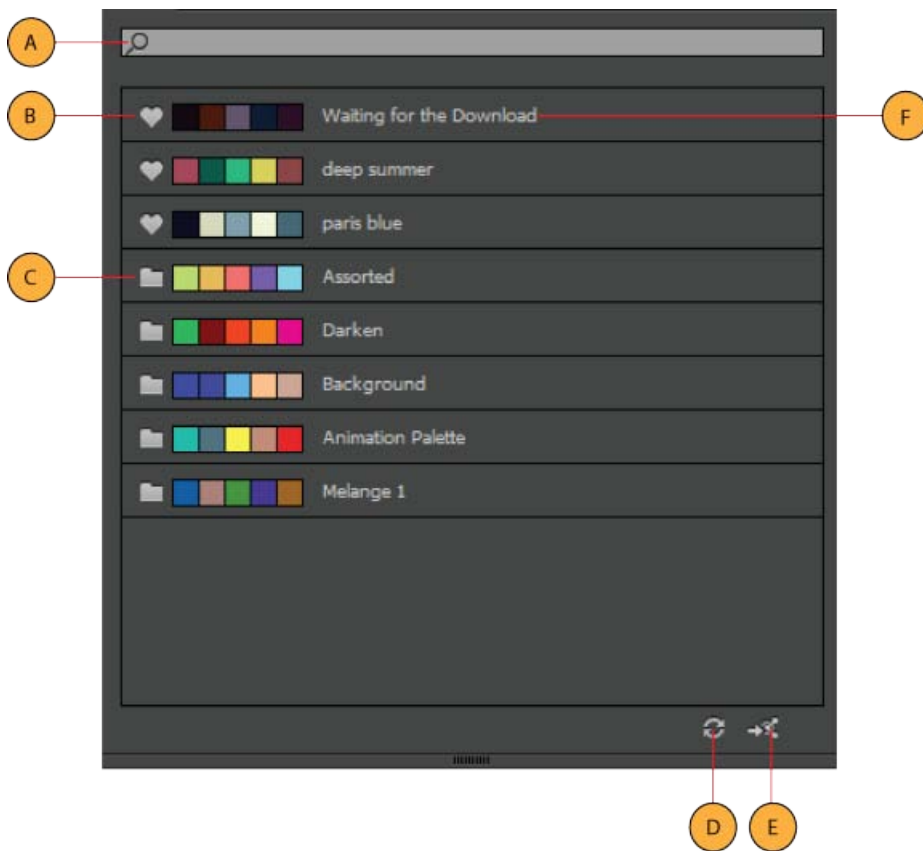 A
B
Waiting for the Download
F
deep summer
paris blue
C
Assorted
Darken
Background
Animation Palette
Melange 1
D
E